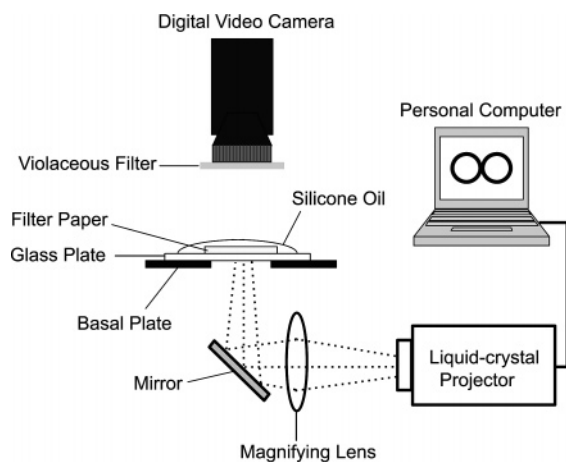 Digital Video Camera
Personal Computer
Violaceous Filter
Silicone Oil
Filter Paper
Glass Plate
Basal Plate
Mirror
Liquid-crystal
Projector
Magnifying Lens